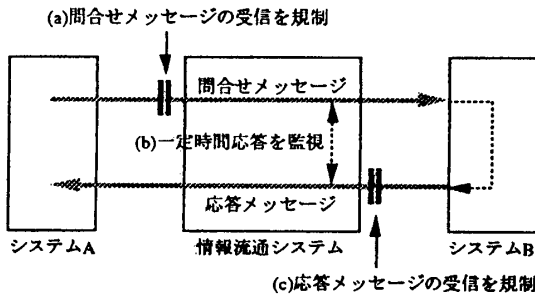 (a)問合せメッセージの受信を規制
問合せメッセージ
(b)一定時間応答を監視
応答メッセージ
システムA
情報流通システム
システムB
(c)応答メッセージの受信を規制